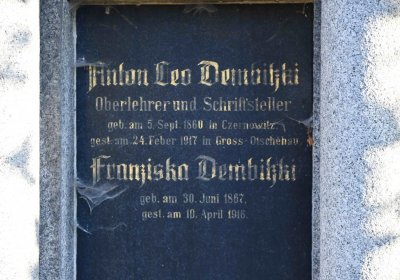 Anton Leo Dembitzki
Oberlehrer und Schriftsteller
geb. am 5. Sept. 1860 in Czernowitz,
gest. am 24. Feber 1917 in Gross-Otschehau.
Franziska Dembitzki
geb. am 30. Juni 1867,
gest. am 10. April 1916.